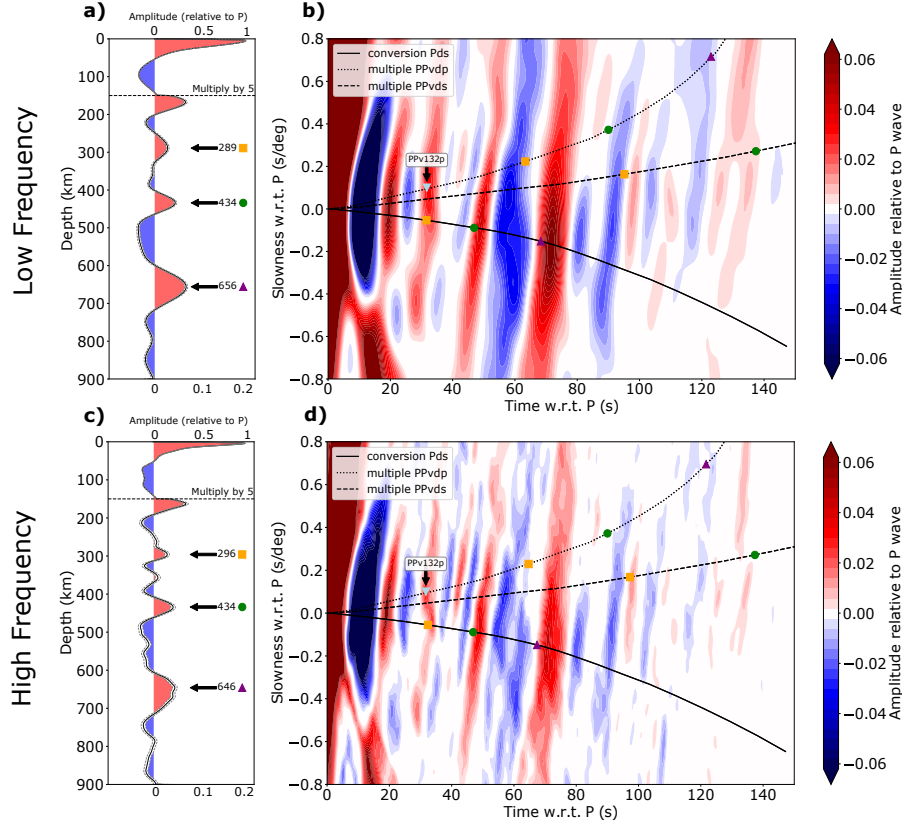 Low Frequency
a)
Amplitude (relative to P)
0 0.5 1
Depth (km)
0
100
200
300
400
500
600
700
800
900
Multiply by 5
289
434
656
0 0.1 0.2
b)
conversion Pds
multiple PPvdp
multiple PPvds
PPv132p
Slowness w.r.t. P (s/deg)
0.8
0.6
0.4
0.2
0.0
−0.2
−0.4
−0.6
−0.8
0 20 40 60 80 100 120 140
Time w.r.t. P (s)
0.06
0.04
0.02
0.00
−0.02
−0.04
−0.06
Amplitude relative to P wave
High Frequency
c)
Amplitude (relative to P)
0 0.5 1
Depth (km)
0
100
200
300
400
500
600
700
800
900
Multiply by 5
296
434
646
0 0.1 0.2
d)
conversion Pds
multiple PPvdp
multiple PPvds
PPv132p
Slowness w.r.t. P (s/deg)
0.8
0.6
0.4
0.2
0.0
−0.2
−0.4
−0.6
−0.8
0 20 40 60 80 100 120 140
Time w.r.t. P (s)
0.06
0.04
0.02
0.00
−0.02
−0.04
−0.06
Amplitude relative to P wave